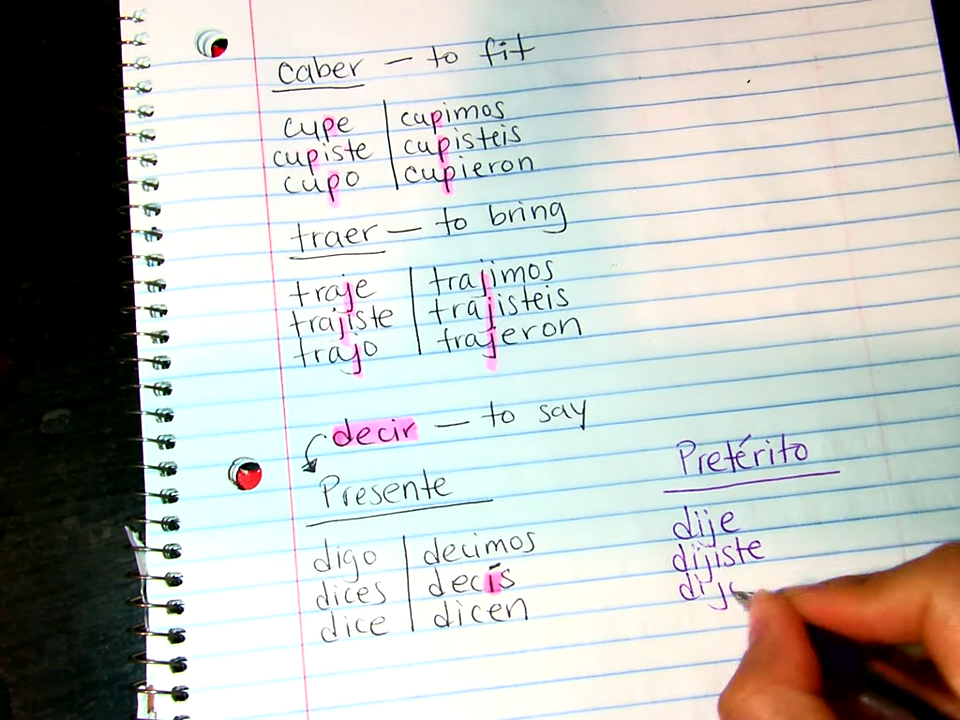 caber — to fit
cupe | cupimos
cupiste | cupisteis
cupo | cupieron
traer — to bring
traje | trajimos
trajiste | trajisteis
trajo | trajeron
decir — to say
Presente
digo | decimos
dices | decís
dice | dicen
Pretérito
dije
dijiste